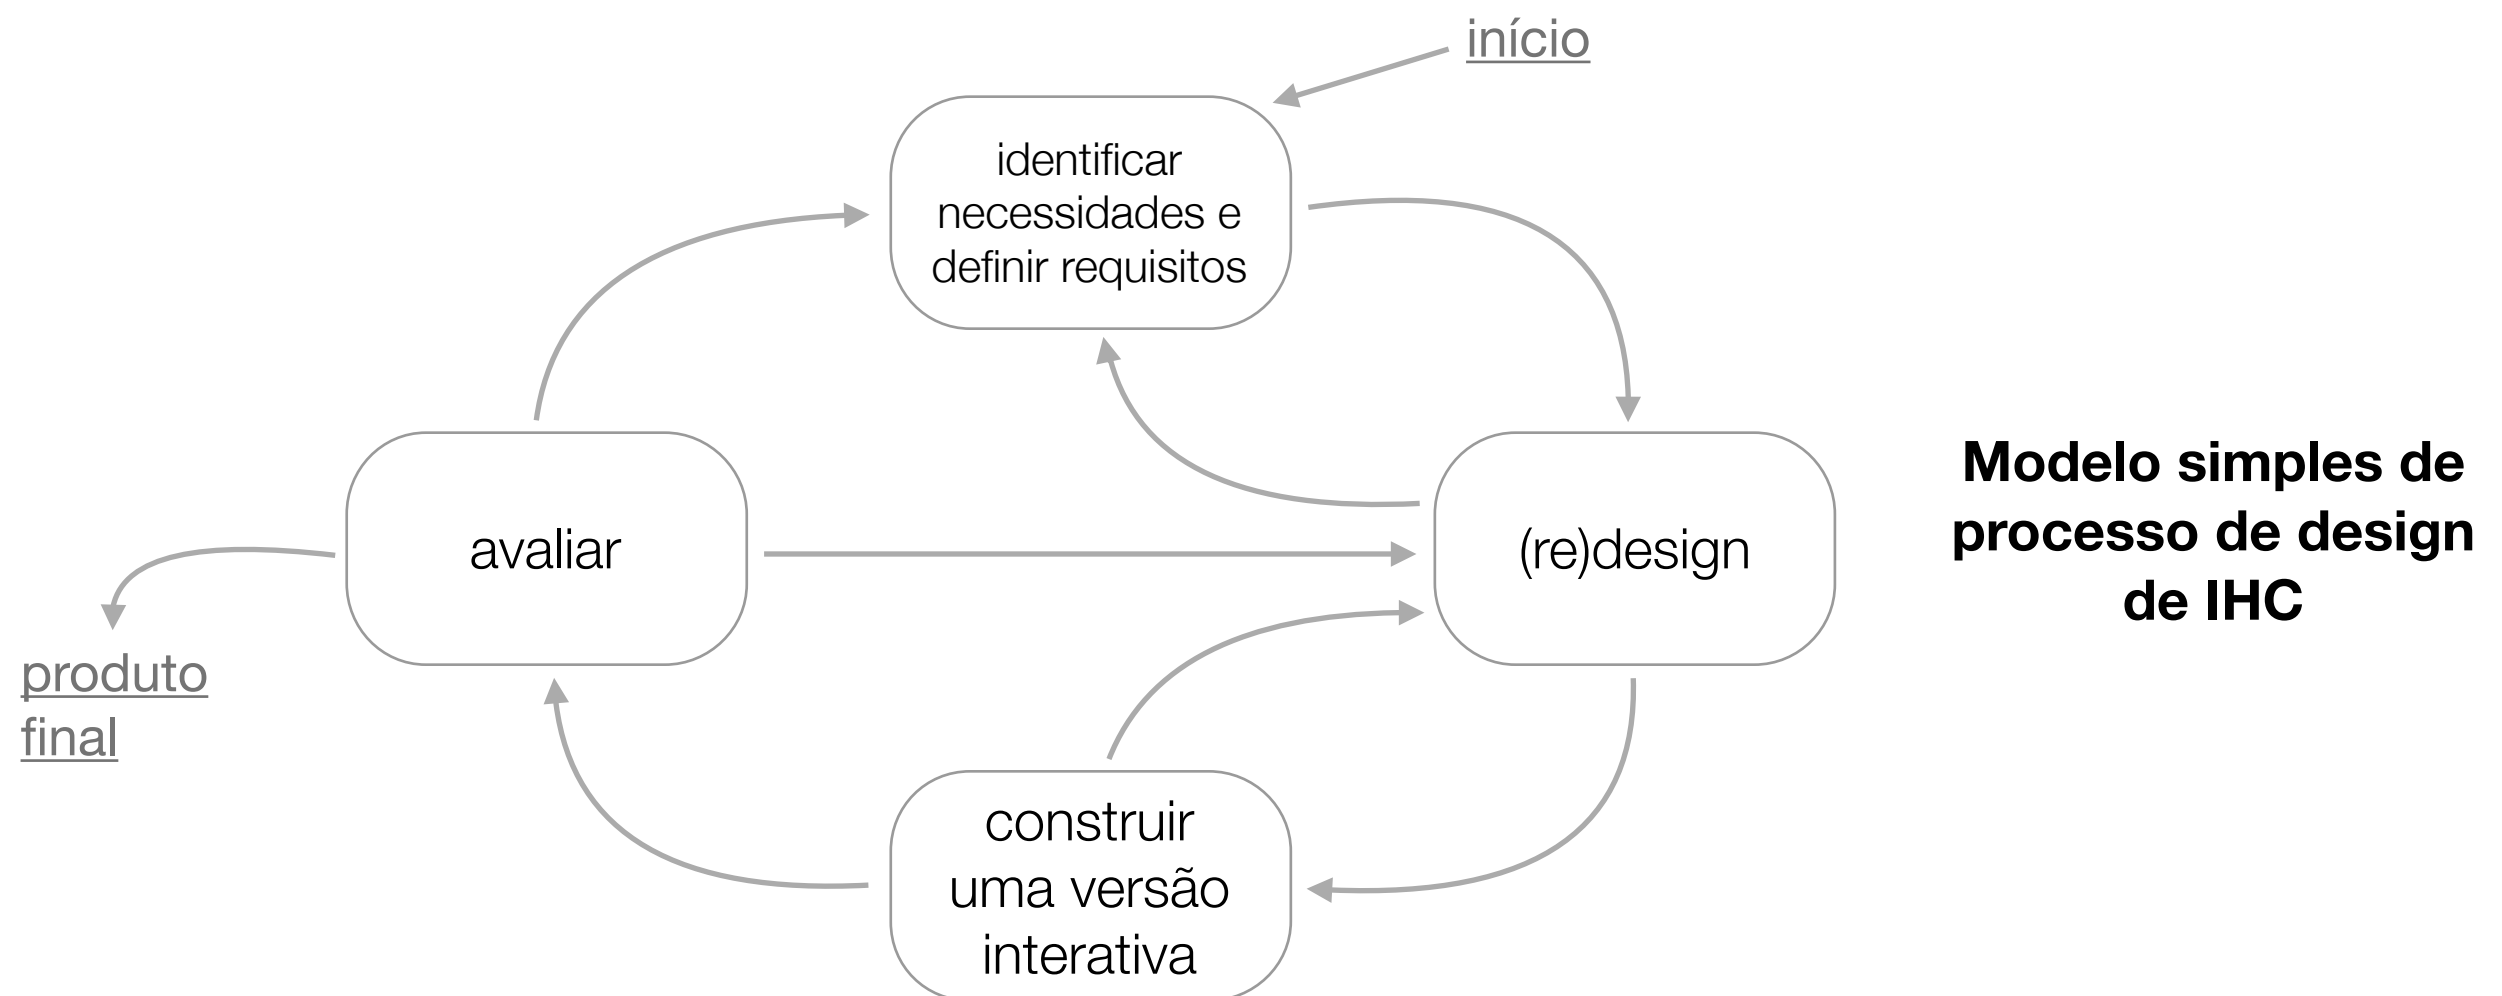 início
identificar
necessidades e
definir requisitos
avaliar
(re)design
Modelo simples de
processo de design
de IHC
produto
final
construir
uma versão
interativa